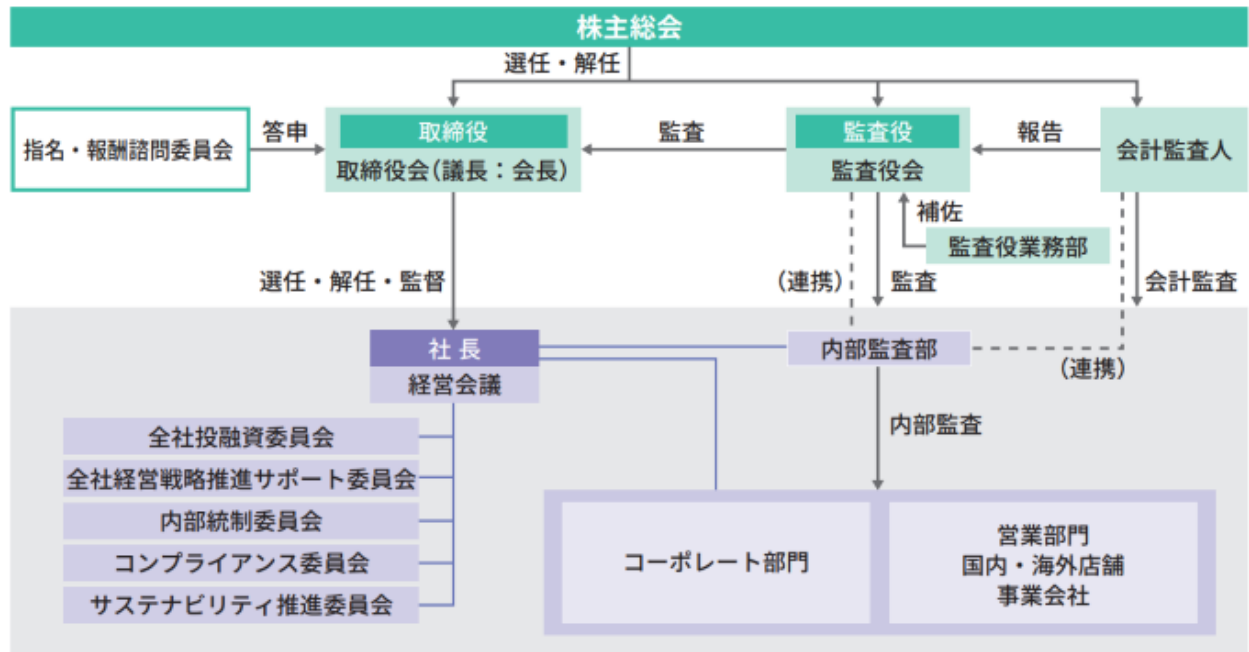 株主総会
選任・解任
指名・報酬諮問委員会
答申
取締役
取締役会(議長：会長)
監査
監査役
監査役会
報告
会計監査人
補佐
監査役業務部
選任・解任・監督
(連携)
監査
会計監査
社長
経営会議
内部監査部
(連携)
内部監査
全社投融資委員会
全社経営戦略推進サポート委員会
内部統制委員会
コンプライアンス委員会
サステナビリティ推進委員会
コーポレート部門
営業部門
国内・海外店舗
事業会社